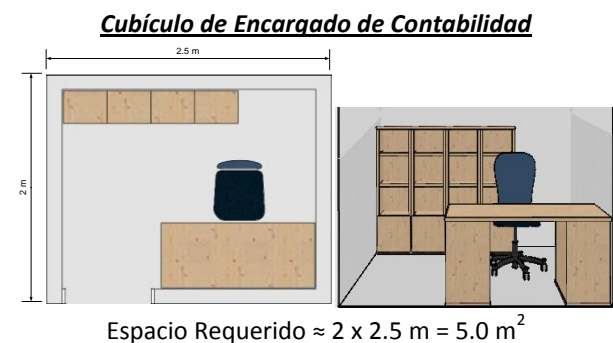 Cubículo de Encargado de Contabilidad
2.5 m
2 m
Espacio Requerido ≈ 2 x 2.5 m = 5.0 m²